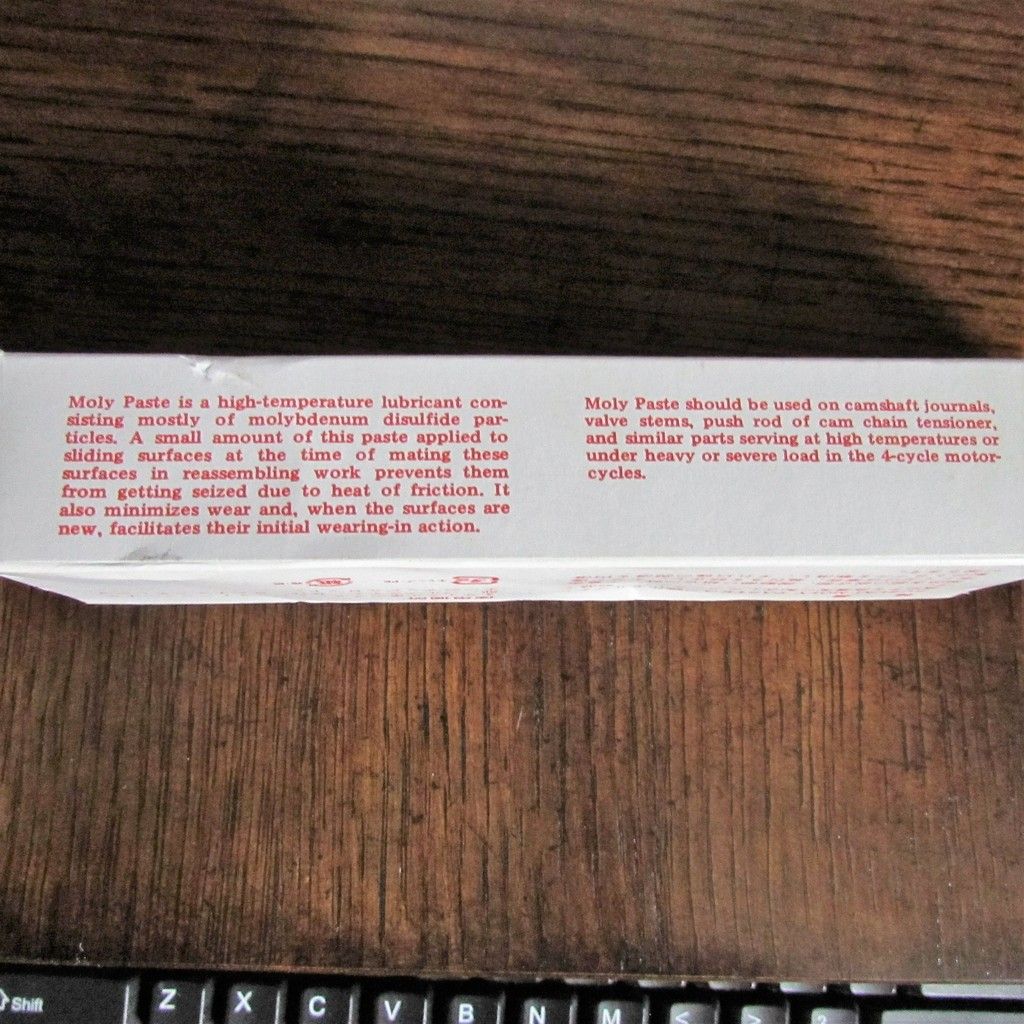 Moly Paste is a high-temperature lubricant con-
sisting mostly of molybdenum disulfide par-
ticles. A small amount of this paste applied to
sliding surfaces at the time of mating these
surfaces in reassembling work prevents them
from getting seized due to heat of friction. It
also minimizes wear and, when the surfaces are
new, facilitates their initial wearing-in action.
Moly Paste should be used on camshaft journals,
valve stems, push rod of cam chain tensioner,
and similar parts serving at high temperatures or
under heavy or severe load in the 4-cycle motor-
cycles.
Shift Z X C V B N M < > ?